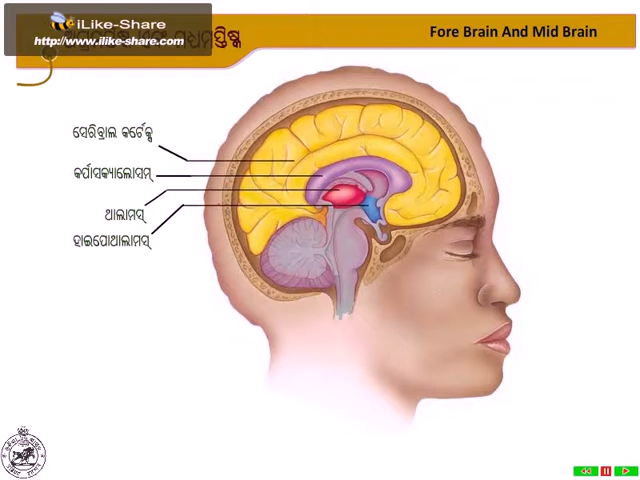 iLike-Share
http://www.ilike-share.com
Fore Brain And Mid Brain
ସେରିବ୍ରାଲ କର୍ଟେକ୍ସ
କର୍ପାସକ୍ୟାଲୋସମ୍
ଥାଲାମସ୍
ହାଇପୋଥାଲାମସ୍